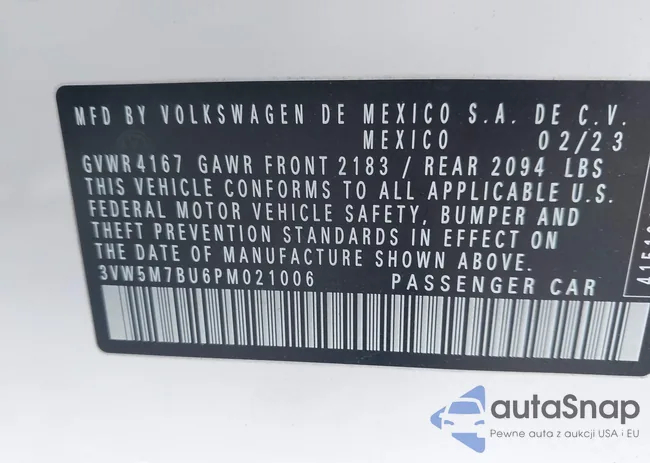 MFD BY VOLKSWAGEN DE MEXICO S.A. DE C.V.
MEXICO 02/23
GVWR 4167 GAWR FRONT 2183 / REAR 2094 LBS
THIS VEHICLE CONFORMS TO ALL APPLICABLE U.S.
FEDERAL MOTOR VEHICLE SAFETY, BUMPER AND
THEFT PREVENTION STANDARDS IN EFFECT ON
THE DATE OF MANUFACTURE SHOWN ABOVE.
3VW5M7BU6PM021006 PASSENGER CAR
autaSnap
Pewne auta z aukcji USA i EU